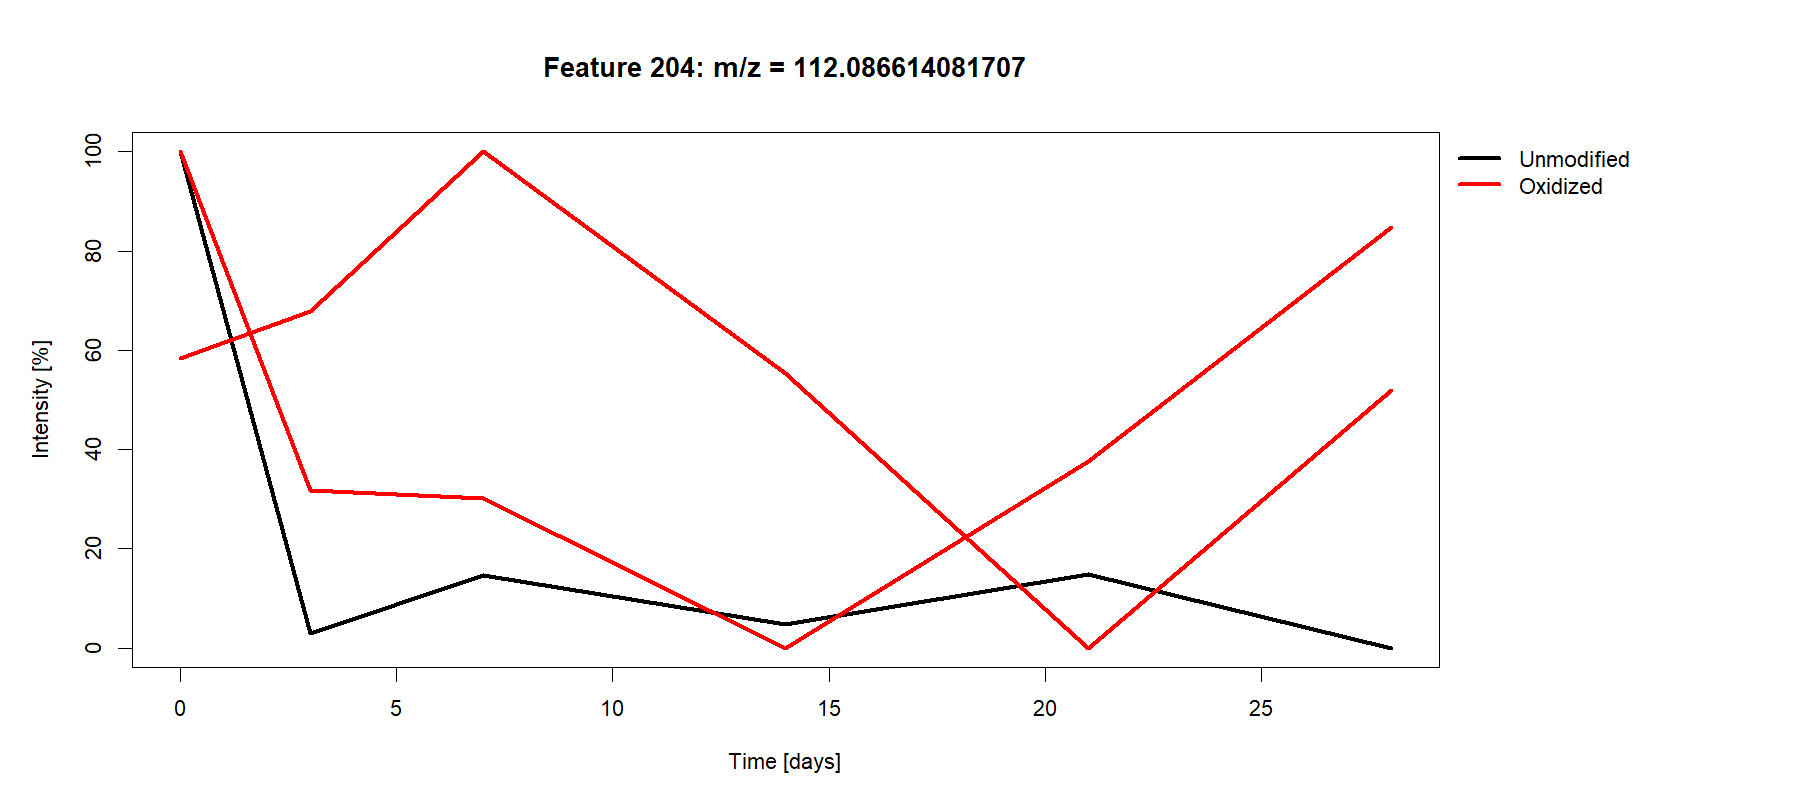 Feature 204: m/z = 112.086614081707
Unmodified
Oxidized
Intensity [%]
100
80
60
40
20
0
0 5 10 15 20 25
Time [days]